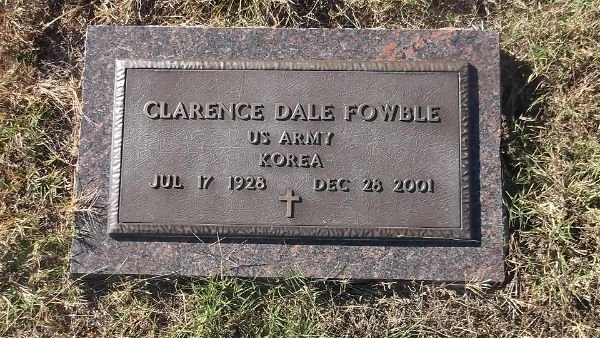 CLARENCE DALE FOWBLE
US ARMY
KOREA
JUL 17 1928 DEC 28 2001